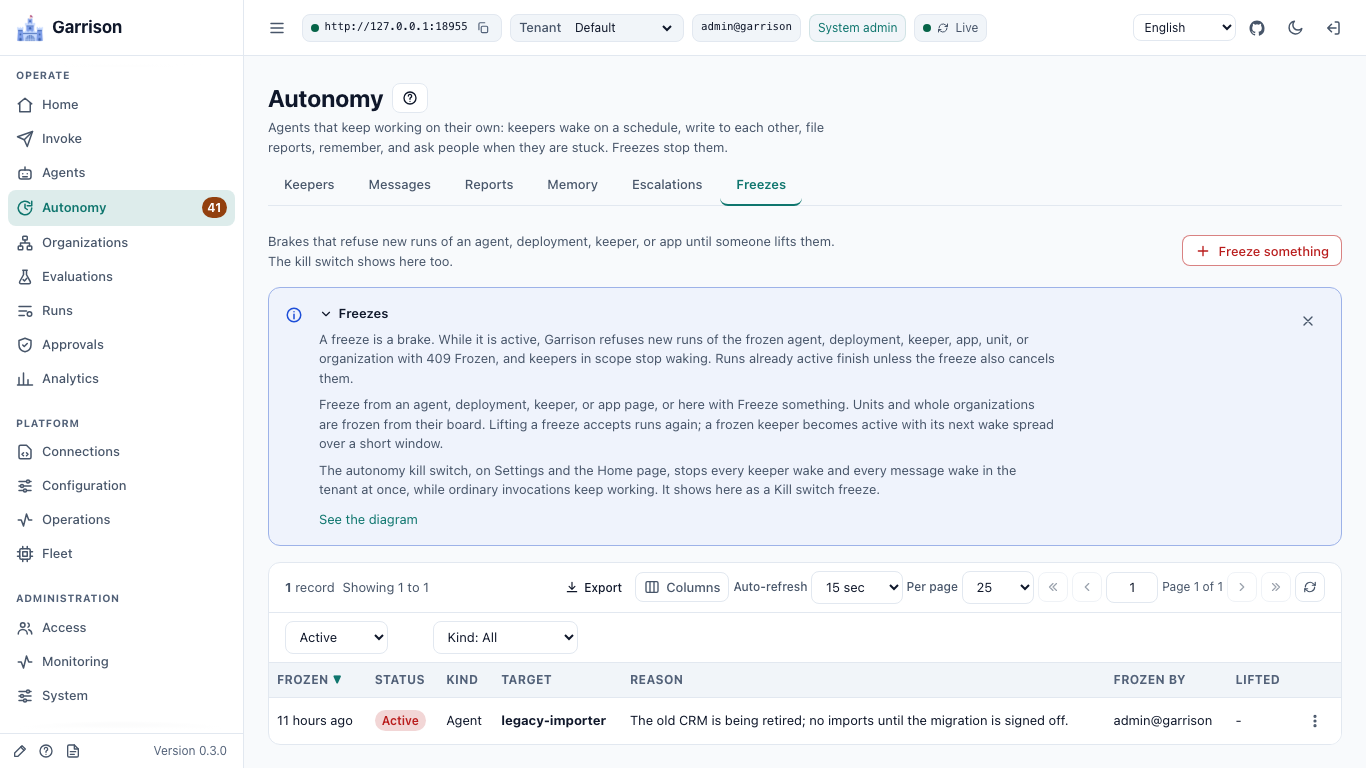 Garrison
http://127.0.0.1:18955
Tenant Default
admin@garrison
System admin
Live
English
OPERATE
Home
Invoke
Agents
Autonomy 41
Organizations
Evaluations
Runs
Approvals
Analytics
PLATFORM
Connections
Configuration
Operations
Fleet
ADMINISTRATION
Access
Monitoring
System
Version 0.3.0
Autonomy
Agents that keep working on their own: keepers wake on a schedule, write to each other, file
reports, remember, and ask people when they are stuck. Freezes stop them.
Keepers Messages Reports Memory Escalations Freezes
Brakes that refuse new runs of an agent, deployment, keeper, or app until someone lifts them.
The kill switch shows here too.
Freeze something
Freezes
A freeze is a brake. While it is active, Garrison refuses new runs of the frozen agent, deployment, keeper, app, unit, or
organization with 409 Frozen, and keepers in scope stop waking. Runs already active finish unless the freeze also cancels
them.
Freeze from an agent, deployment, keeper, or app page, or here with Freeze something. Units and whole organizations
are frozen from their board. Lifting a freeze accepts runs again; a frozen keeper becomes active with its next wake spread
over a short window.
The autonomy kill switch, on Settings and the Home page, stops every keeper wake and every message wake in the
tenant at once, while ordinary invocations keep working. It shows here as a Kill switch freeze.
See the diagram
1 record Showing 1 to 1
Export
Columns
Auto-refresh 15 sec
Per page 25
1 Page 1 of 1
Active
Kind: All
FROZEN ▼ STATUS KIND TARGET REASON FROZEN BY LIFTED
11 hours ago Active Agent legacy-importer The old CRM is being retired; no imports until the migration is signed off. admin@garrison -